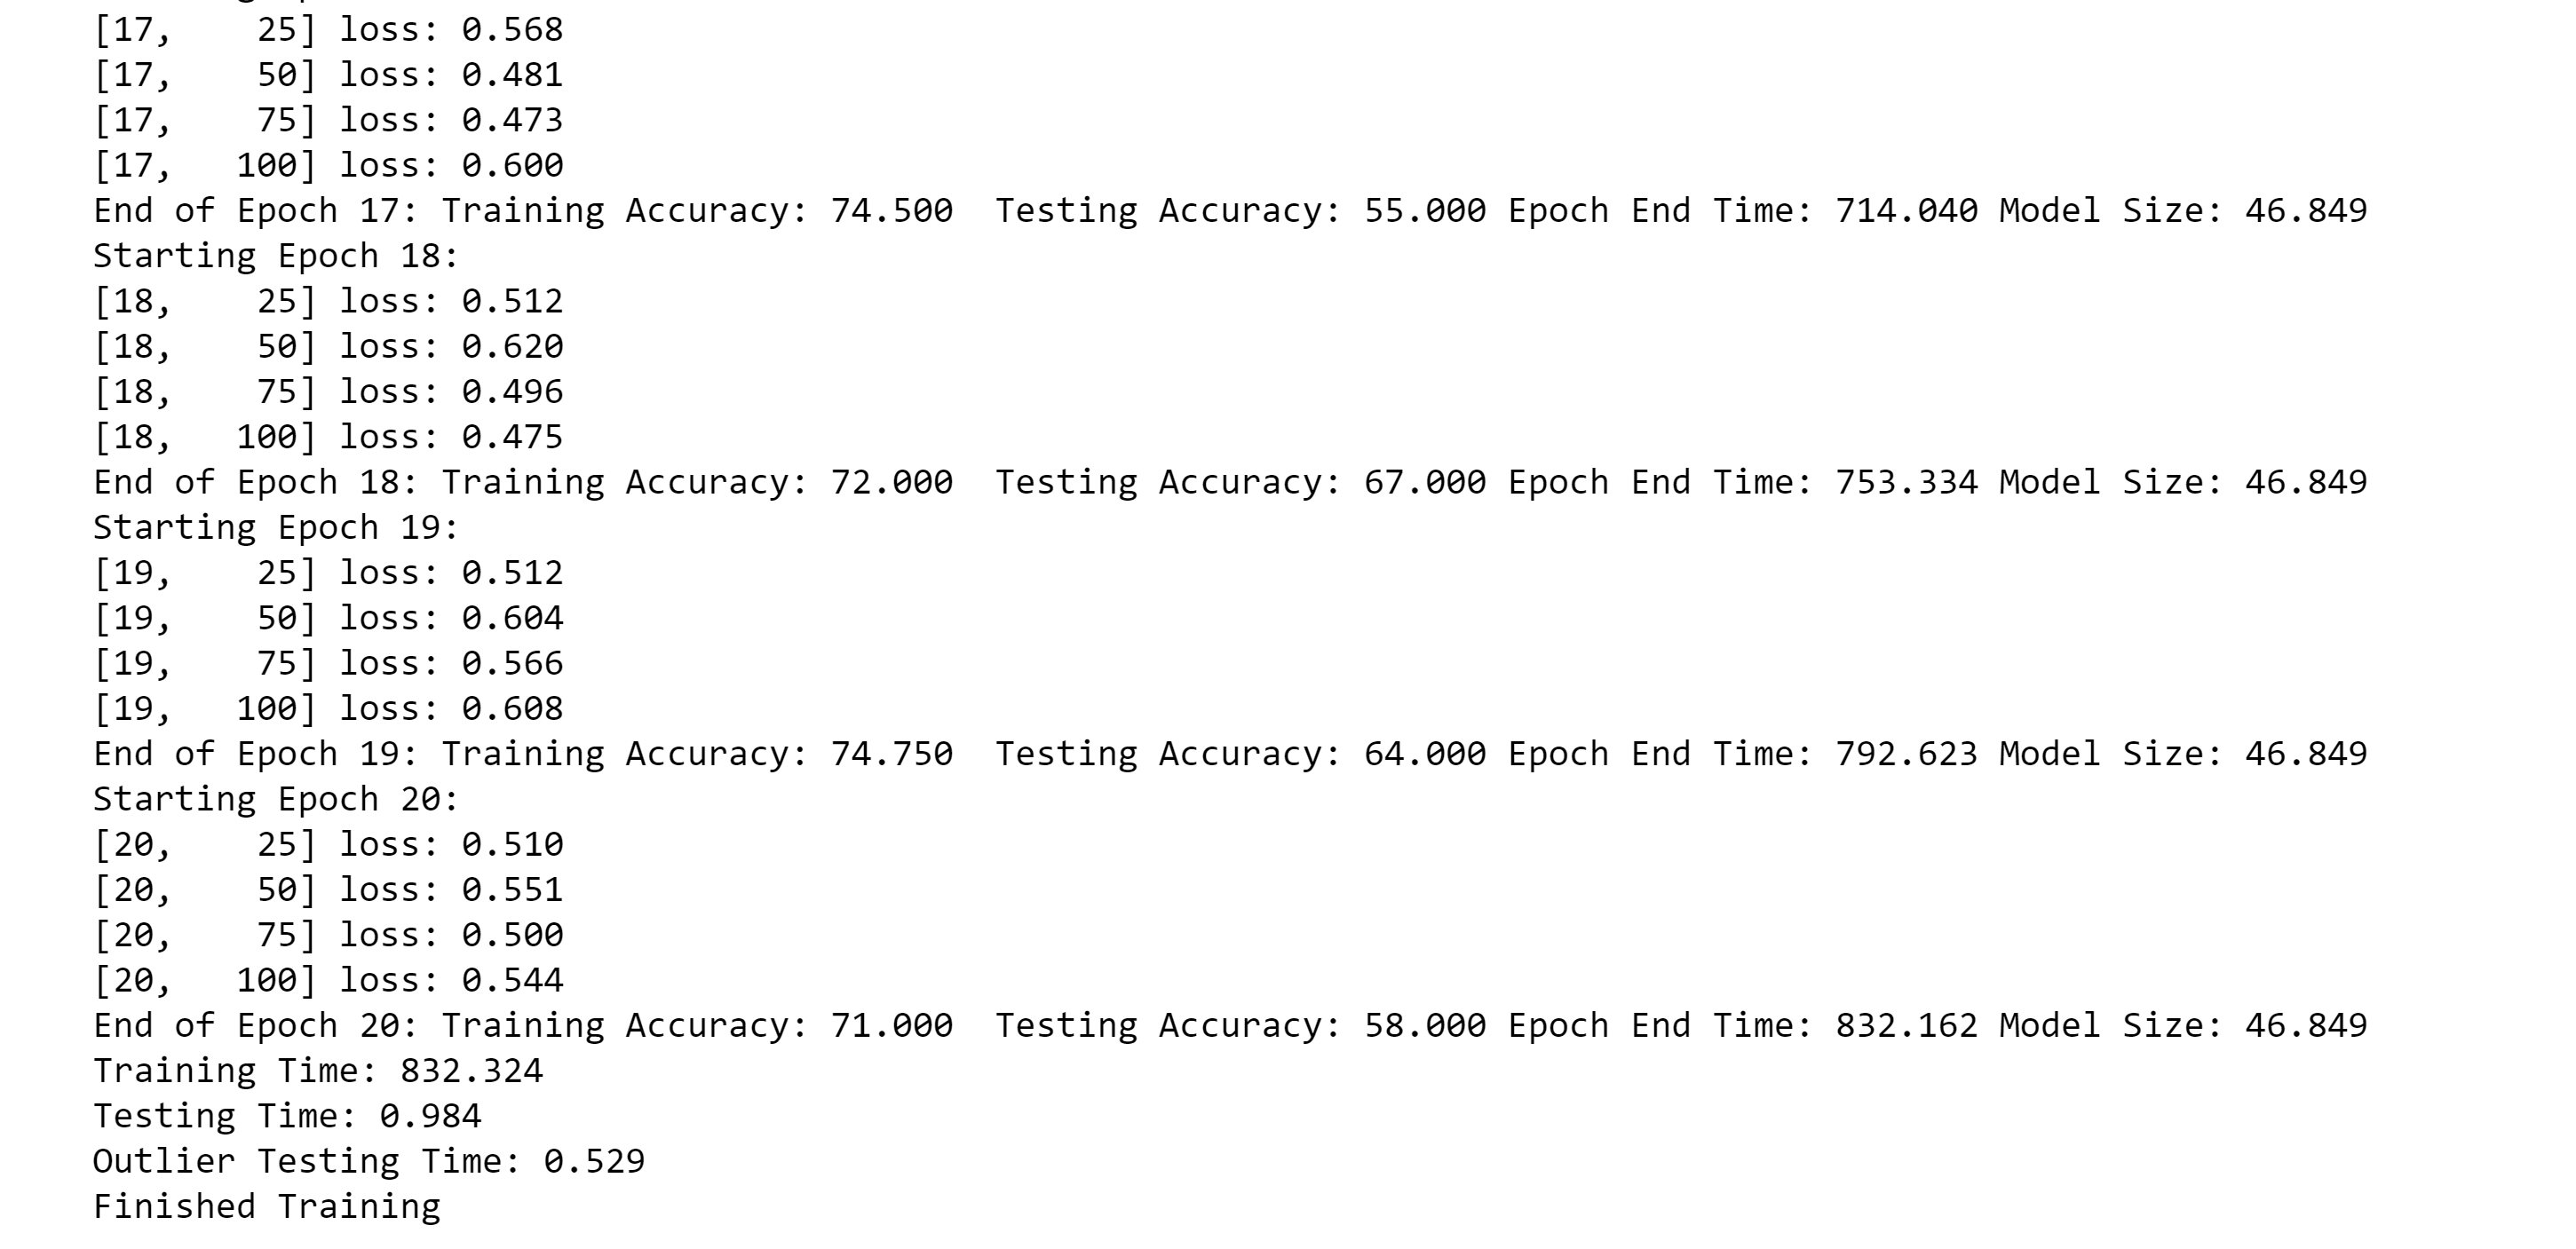 [17,    25] loss: 0.568
[17,    50] loss: 0.481
[17,    75] loss: 0.473
[17,   100] loss: 0.600
End of Epoch 17: Training Accuracy: 74.500  Testing Accuracy: 55.000 Epoch End Time: 714.040 Model Size: 46.849
Starting Epoch 18:
[18,    25] loss: 0.512
[18,    50] loss: 0.620
[18,    75] loss: 0.496
[18,   100] loss: 0.475
End of Epoch 18: Training Accuracy: 72.000  Testing Accuracy: 67.000 Epoch End Time: 753.334 Model Size: 46.849
Starting Epoch 19:
[19,    25] loss: 0.512
[19,    50] loss: 0.604
[19,    75] loss: 0.566
[19,   100] loss: 0.608
End of Epoch 19: Training Accuracy: 74.750  Testing Accuracy: 64.000 Epoch End Time: 792.623 Model Size: 46.849
Starting Epoch 20:
[20,    25] loss: 0.510
[20,    50] loss: 0.551
[20,    75] loss: 0.500
[20,   100] loss: 0.544
End of Epoch 20: Training Accuracy: 71.000  Testing Accuracy: 58.000 Epoch End Time: 832.162 Model Size: 46.849
Training Time: 832.324
Testing Time: 0.984
Outlier Testing Time: 0.529
Finished Training